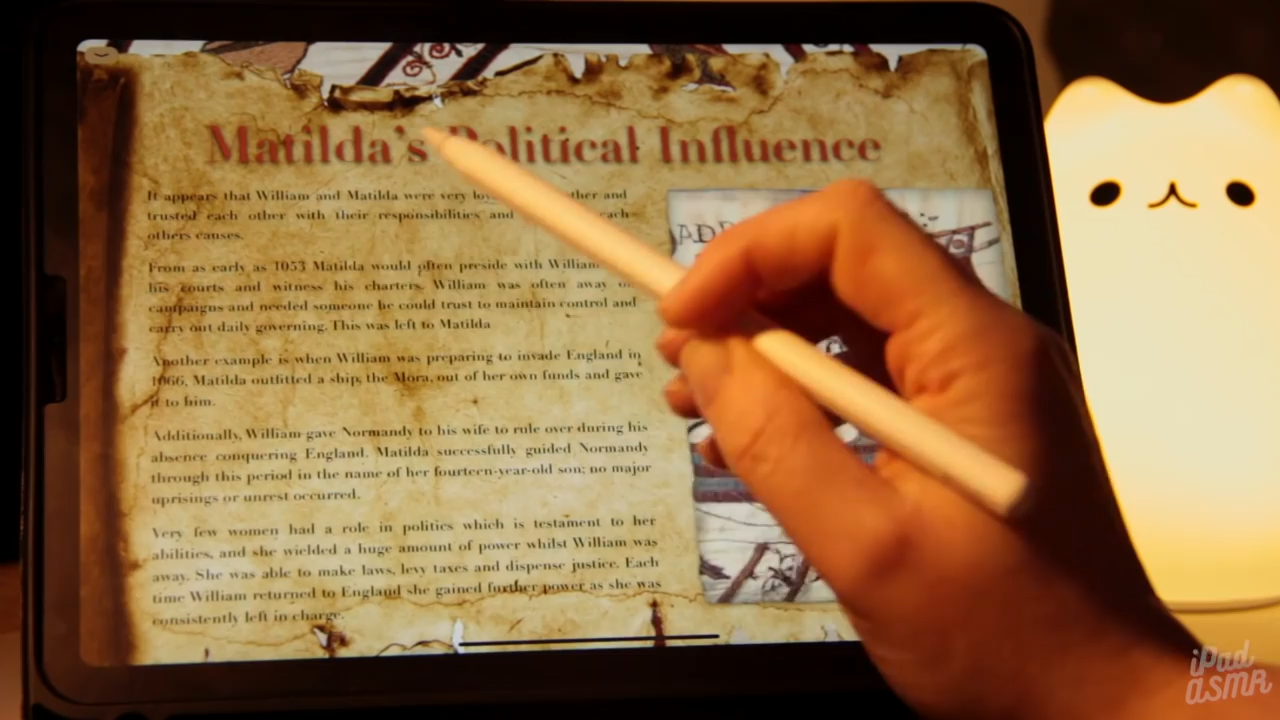 Matilda's Political Influence
It appears that William and Matilda were very other and
trusted each other with their responsibilities and each
others causes.
From as early as 1053 Matilda would often preside with William
his courts and witness his charters. William was often away
campaigns and needed someone he could trust to maintain control and
carry out daily governing. This was left to Matilda
Another example is when William was preparing to invade England in
1066, Matilda outfitted a ship, the Mora, out of her own funds and gave
it to him.
Additionally, William gave Normandy to his wife to rule over during his
absence conquering England. Matilda successfully guided Normandy
through this period in the name of her fourteen-year-old son; no major
uprisings or unrest occurred.
Very few women had a role in politics which is testament to her
abilities, and she wielded a huge amount of power whilst William was
away. She was able to make laws, levy taxes and dispense justice. Each
time William returned to England she gained further power as she was
consistently left in charge.
iPad
ASMR